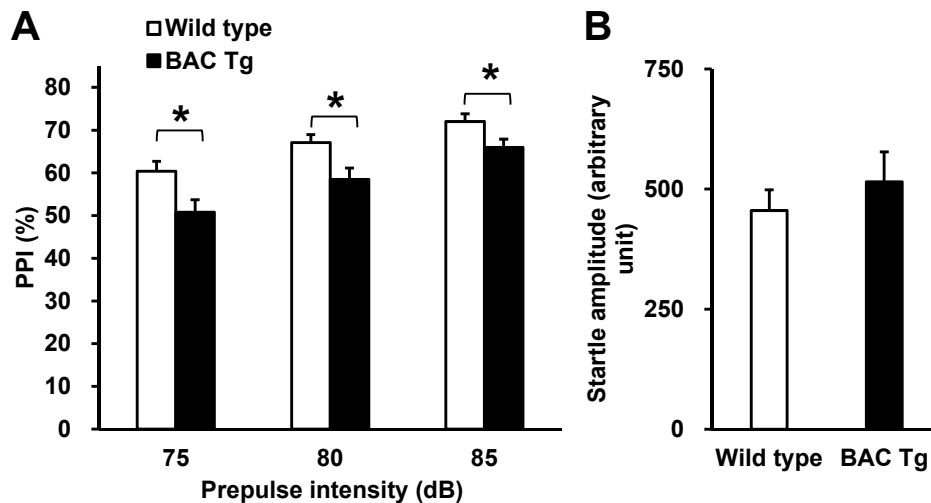 A
Wild type
BAC Tg
80
70
60
50
40
30
20
10
0
PPI (%)
*
*
*
75 80 85
Prepulse intensity (dB)
B
750
500
250
0
Startle amplitude (arbitrary
unit)
Wild type BAC Tg